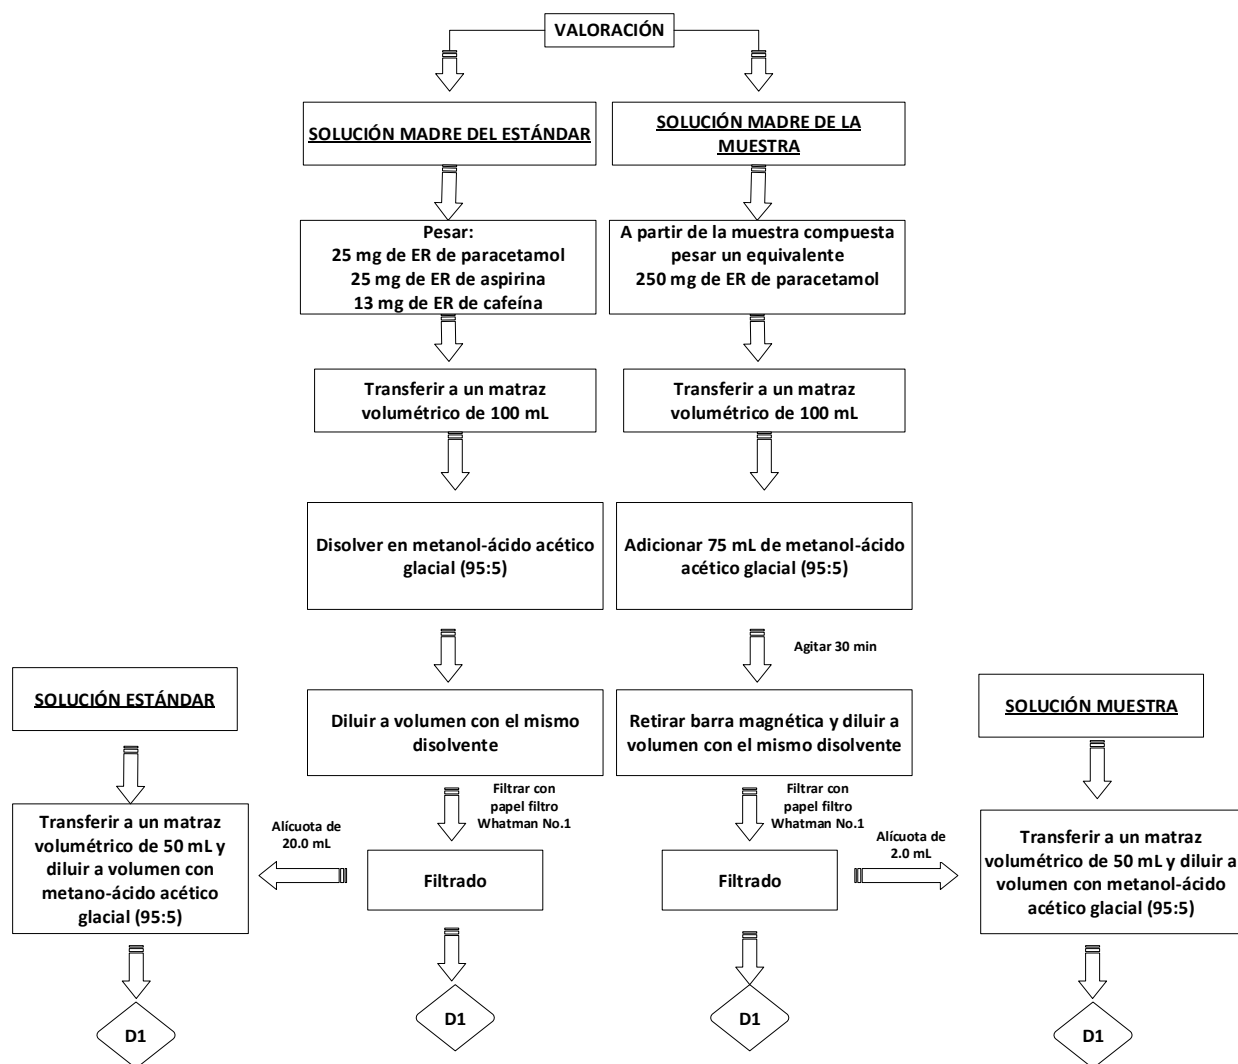 VALORACIÓN
SOLUCIÓN MADRE DEL ESTÁNDAR
SOLUCIÓN MADRE DE LA
MUESTRA
Pesar:
25 mg de ER de paracetamol
25 mg de ER de aspirina
13 mg de ER de cafeína
A partir de la muestra compuesta
pesar un equivalente
250 mg de ER de paracetamol
Transferir a un matraz
volumétrico de 100 mL
Transferir a un matraz
volumétrico de 100 mL
Disolver en metanol-ácido acético
glacial (95:5)
Adicionar 75 mL de metanol-ácido
acético glacial (95:5)
Agitar 30 min
SOLUCIÓN ESTÁNDAR
Diluir a volumen con el mismo
disolvente
Retirar barra magnética y diluir a
volumen con el mismo disolvente
SOLUCIÓN MUESTRA
Filtrar con
papel filtro
Whatman No.1
Filtrar con
papel filtro
Whatman No.1
Transferir a un matraz
volumétrico de 50 mL y
diluir a volumen con
metano-ácido acético
glacial (95:5)
Alícuota de
20.0 mL
Filtrado
Filtrado
Alícuota de
2.0 mL
Transferir a un matraz
volumétrico de 50 mL y diluir a
volumen con metanol-ácido
acético glacial (95:5)
D1
D1
D1
D1